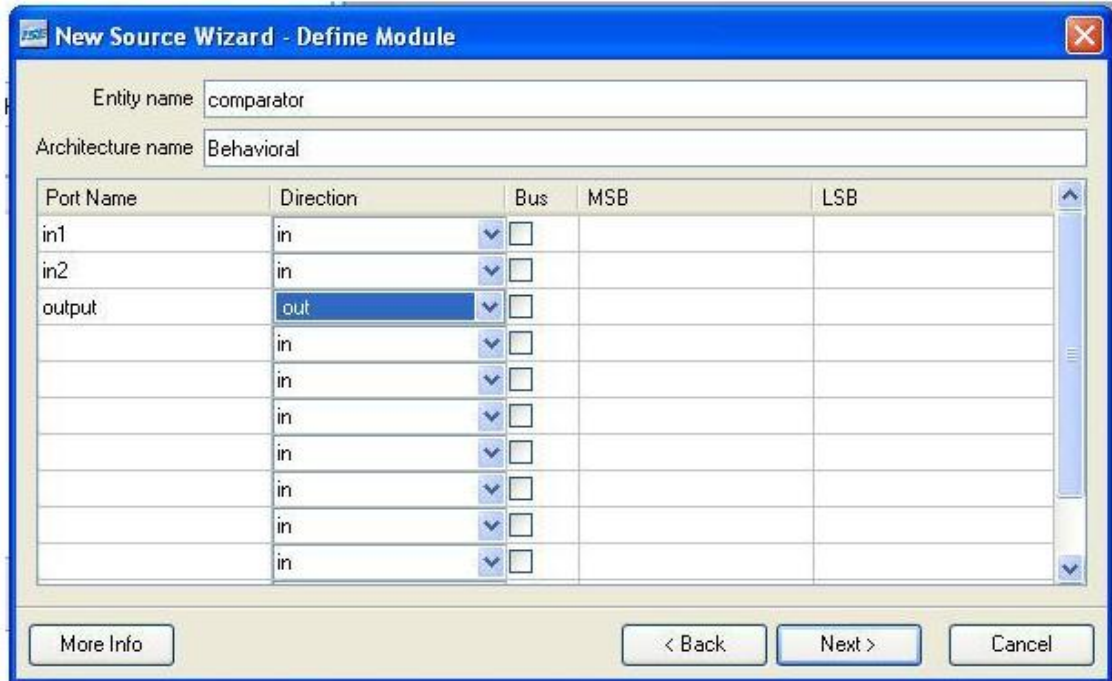 ISE New Source Wizard - Define Module
Entity name comparator
Architecture name Behavioral
Port Name Direction Bus MSB LSB
in1 in
in2 in
output out
in
in
in
in
in
in
in
More Info < Back Next > Cancel